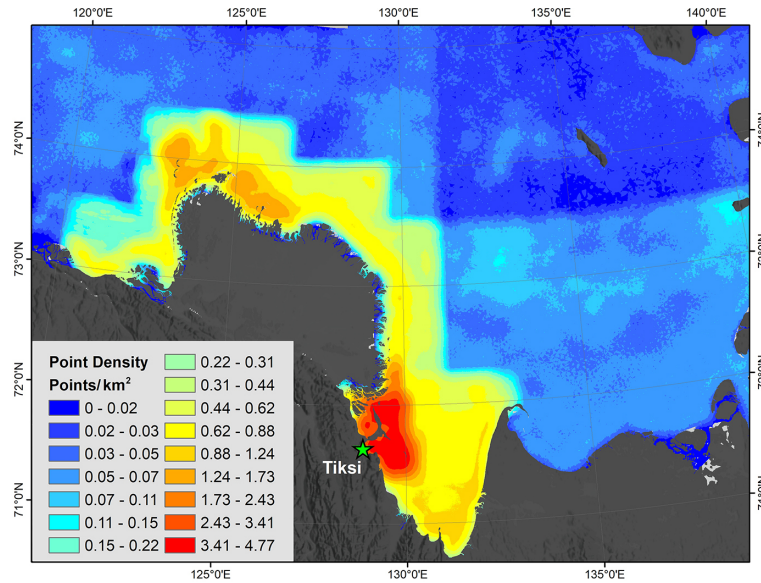 120°0'E 125°0'E 130°0'E 135°0'E 140°0'E
74°N
73°N
72°N
71°N
Point Density
Points/km²
0 - 0.02
0.02 - 0.03
0.03 - 0.05
0.05 - 0.07
0.07 - 0.11
0.11 - 0.15
0.15 - 0.22
0.22 - 0.31
0.31 - 0.44
0.44 - 0.62
0.62 - 0.88
0.88 - 1.24
1.24 - 1.73
1.73 - 2.43
2.43 - 3.41
3.41 - 4.77
Tiksi
125°0'E 130°0'E 135°0'E